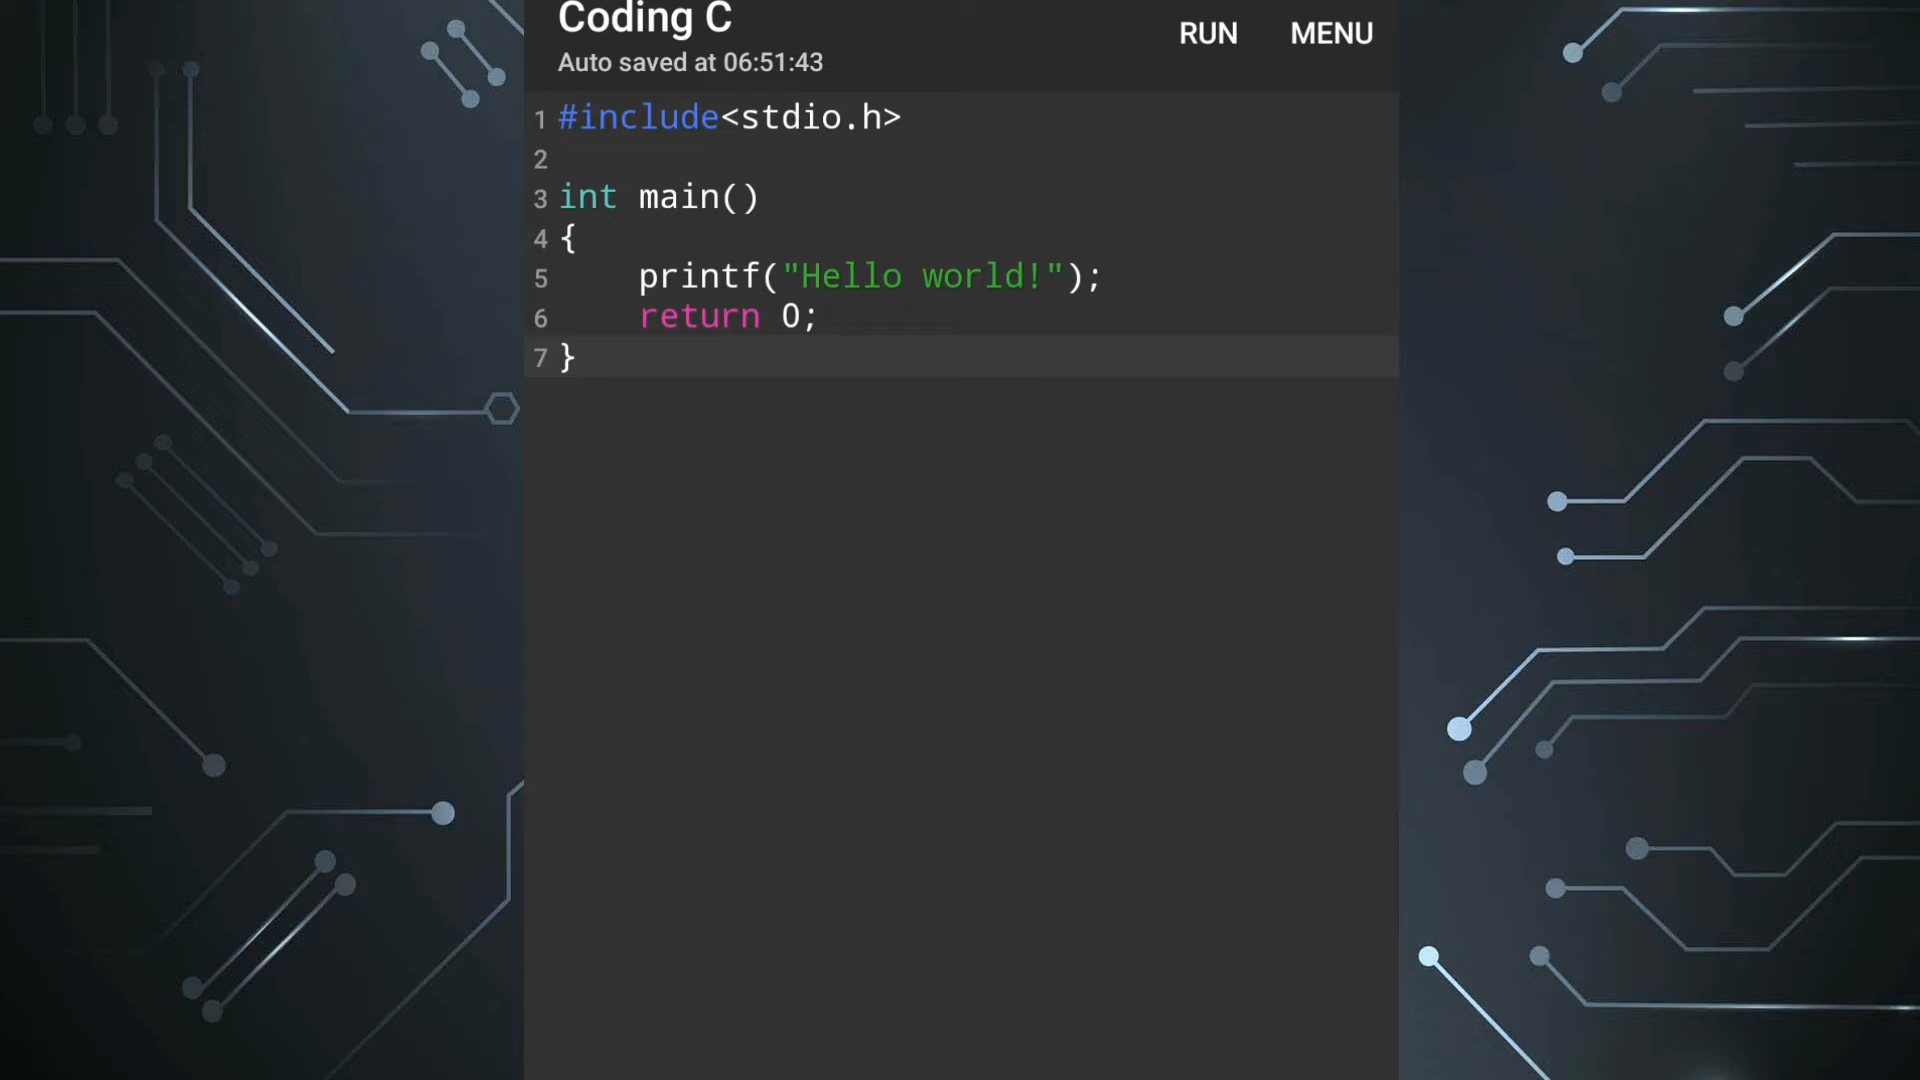 Coding C
Auto saved at 06:51:43
RUN MENU
1 #include<stdio.h>
2
3 int main()
4 {
5     printf("Hello world!");
6     return 0;
7 }